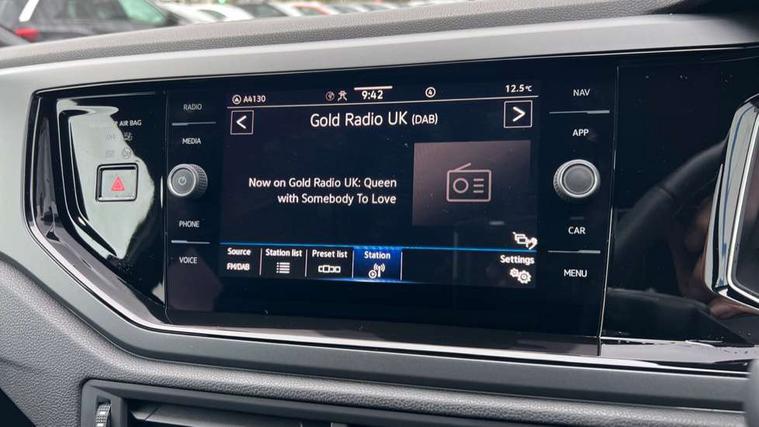 A4130
9:42
4
12.5°C
Gold Radio UK (DAB)
Now on Gold Radio UK: Queen
with Somebody To Love
Source
FM/DAB
Station list
Preset list
Station
Settings
RADIO
MEDIA
PHONE
VOICE
NAV
APP
CAR
MENU
AIR BAG